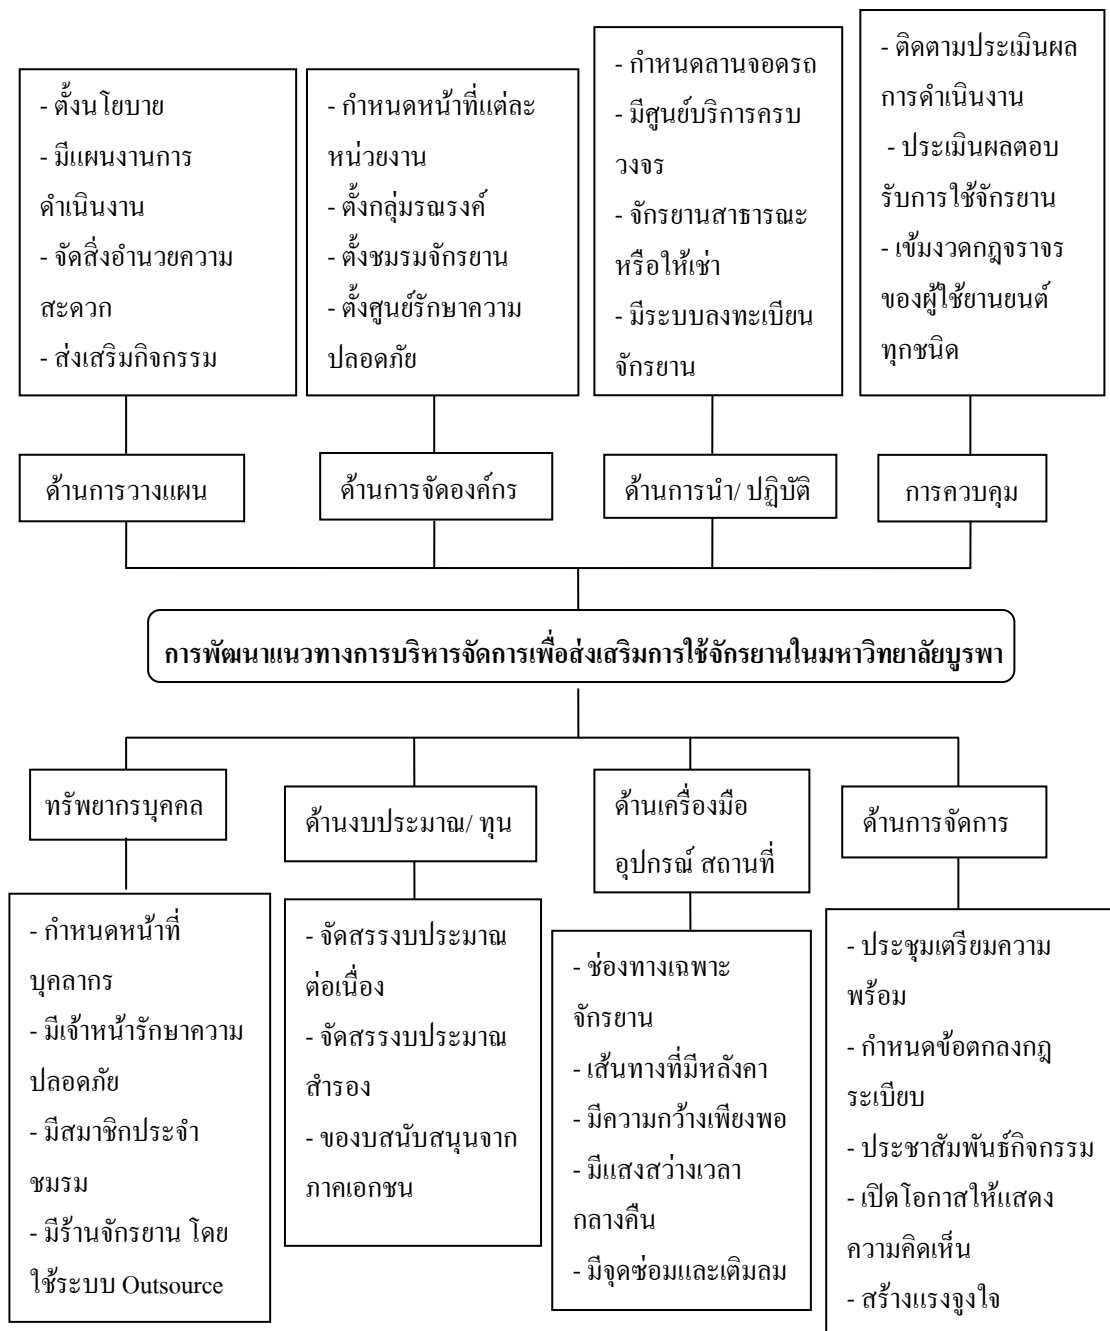 - ตั้งนโยบาย
- มีแผนงานการ
ดำเนินงาน
- จัดสิ่งอำนวยความ
สะดวก
- ส่งเสริมกิจกรรม
- กำหนดหน้าที่แต่ละ
หน่วยงาน
- ตั้งกลุ่มรณรงค์
- ตั้งชมรมจักรยาน
- ตั้งศูนย์รักษาความ
ปลอดภัย
- กำหนดลานจอดรถ
- มีศูนย์บริการครบ
วงจร
- จักรยานสาธารณะ
หรือให้เช่า
- มีระบบลงทะเบียน
จักรยาน
- ติดตามประเมินผล
การดำเนินงาน
- ประเมินผลตอบ
รับการใช้จักรยาน
- เข้มงวดกฎจราจร
ของผู้ใช้ยานยนต์
ทุกชนิด
ด้านการวางแผน
ด้านการจัดองค์กร
ด้านการนำ/ ปฏิบัติ
การควบคุม
การพัฒนาแนวทางการบริหารจัดการเพื่อส่งเสริมการใช้จักรยานในมหาวิทยาลัยบูรพา
ทรัพยากรบุคคล
ด้านงบประมาณ/ ทุน
ด้านเครื่องมือ
อุปกรณ์ สถานที่
ด้านการจัดการ
- กำหนดหน้าที่
บุคลากร
- มีเจ้าหน้ารักษาความ
ปลอดภัย
- มีสมาชิกประจำ
ชมรม
- มีร้านจักรยาน โดย
ใช้ระบบ Outsource
- จัดสรรงบประมาณ
ต่อเนื่อง
- จัดสรรงบประมาณ
สำรอง
- ของบสนับสนุนจาก
ภาคเอกชน
- ช่องทางเฉพาะ
จักรยาน
- เส้นทางที่มีหลังคา
- มีความกว้างเพียงพอ
- มีแสงสว่างเวลา
กลางคืน
- มีจุดซ่อมและเติมลม
- ประชุมเตรียมความ
พร้อม
- กำหนดข้อตกลงกฎ
ระเบียบ
- ประชาสัมพันธ์กิจกรรม
- เปิดโอกาสให้แสดง
ความคิดเห็น
- สร้างแรงจูงใจ